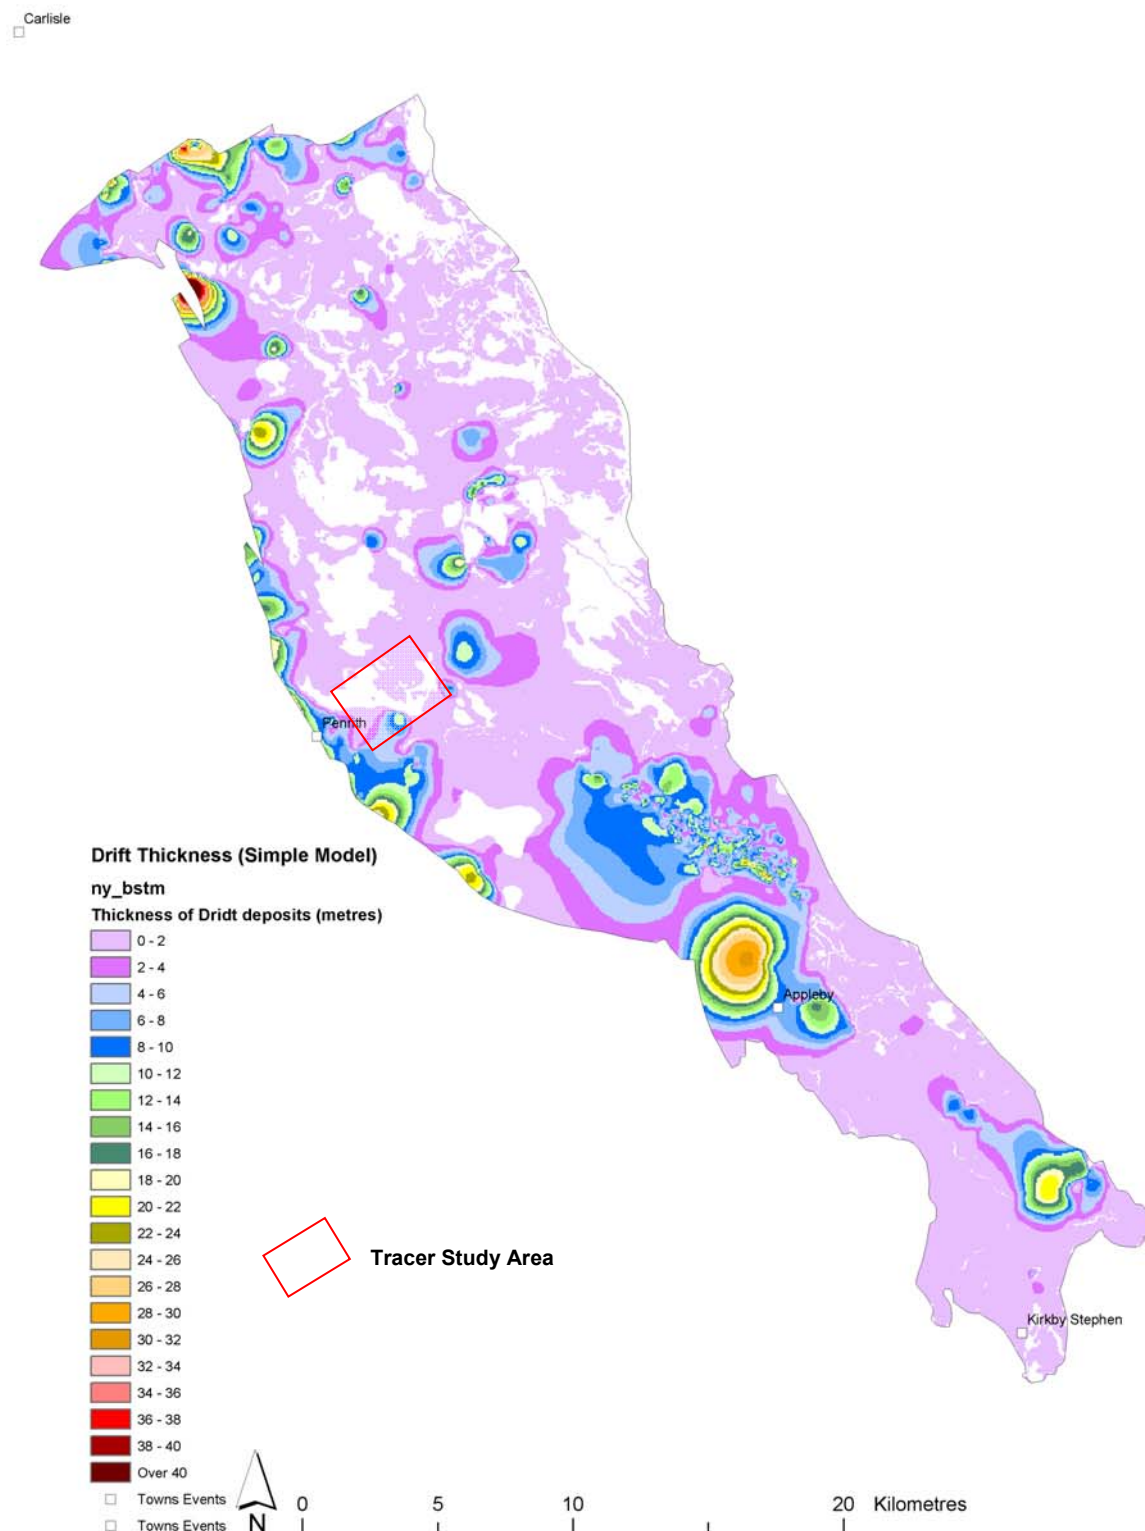 Carlisle
Penrith
Drift Thickness (Simple Model)
ny_bstm
Thickness of Dridt deposits (metres)
0 - 2
2 - 4
4 - 6
6 - 8
8 - 10
10 - 12
12 - 14
14 - 16
16 - 18
18 - 20
20 - 22
22 - 24
24 - 26
26 - 28
28 - 30
30 - 32
32 - 34
34 - 36
36 - 38
38 - 40
Over 40
Towns Events
Towns Events
Appleby
Tracer Study Area
Kirkby Stephen
N
0 5 10 20 Kilometres